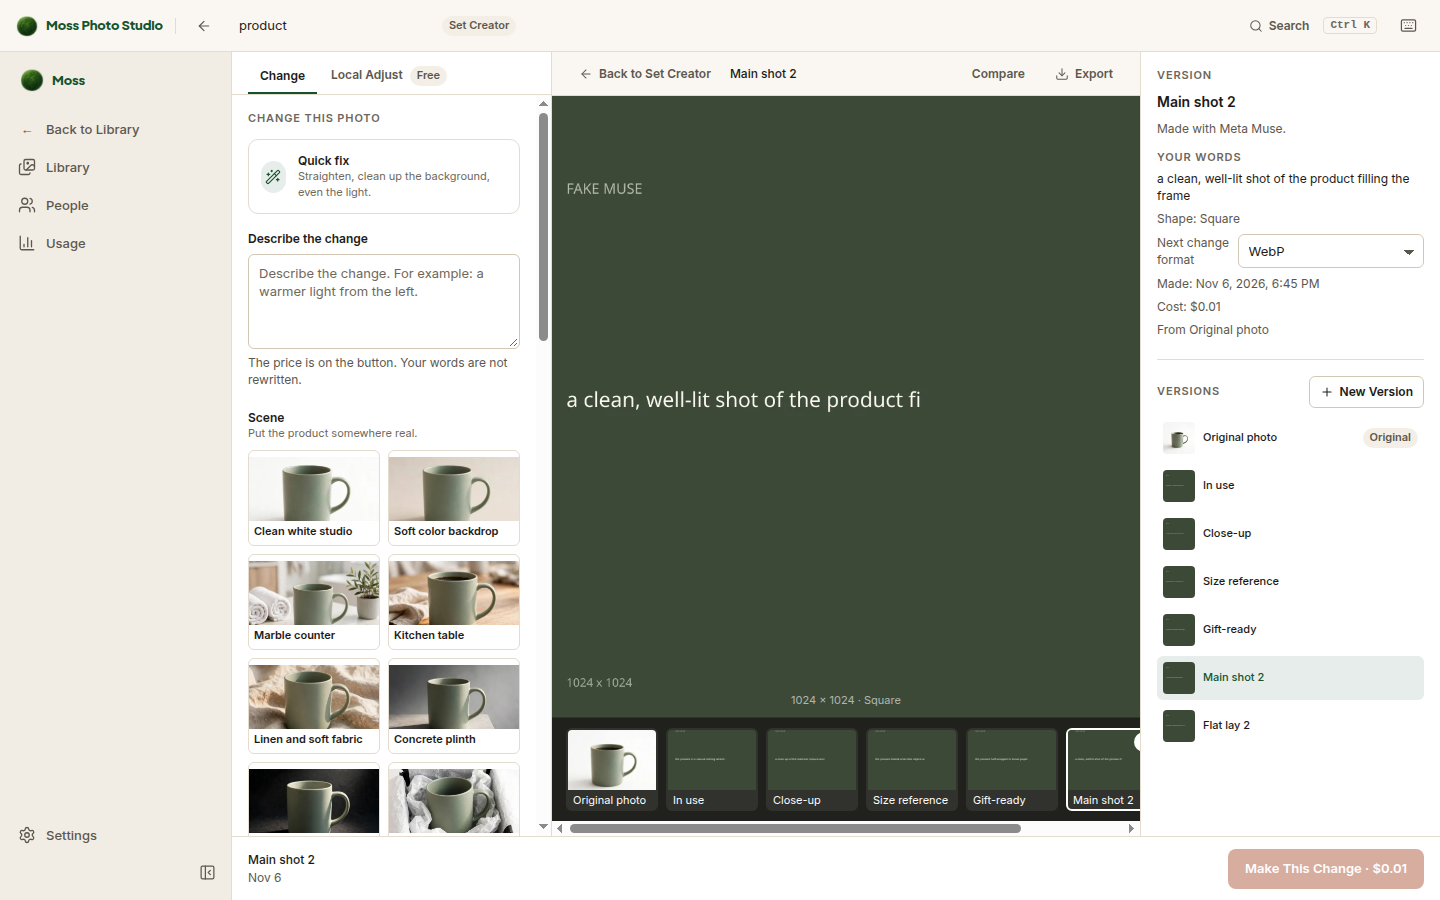 Moss Photo Studio
product
Set Creator
Search
Ctrl K
Moss
← Back to Library
Library
People
Usage
Settings
Change
Local Adjust
Free
CHANGE THIS PHOTO
Quick fix
Straighten, clean up the background,
even the light.
Describe the change
Describe the change. For example: a
warmer light from the left.
The price is on the button. Your words are not
rewritten.
Scene
Put the product somewhere real.
Clean white studio
Soft color backdrop
Marble counter
Kitchen table
Linen and soft fabric
Concrete plinth
Back to Set Creator
Main shot 2
Compare
Export
FAKE MUSE
a clean, well-lit shot of the product fi
1024 x 1024
1024 × 1024 · Square
Original photo
In use
Close-up
Size reference
Gift-ready
Main shot 2
VERSION
Main shot 2
Made with Meta Muse.
YOUR WORDS
a clean, well-lit shot of the product filling the
frame
Shape: Square
Next change
format
WebP
Made: Nov 6, 2026, 6:45 PM
Cost: $0.01
From Original photo
VERSIONS
New Version
Original photo
Original
In use
Close-up
Size reference
Gift-ready
Main shot 2
Flat lay 2
Main shot 2
Nov 6
Make This Change · $0.01